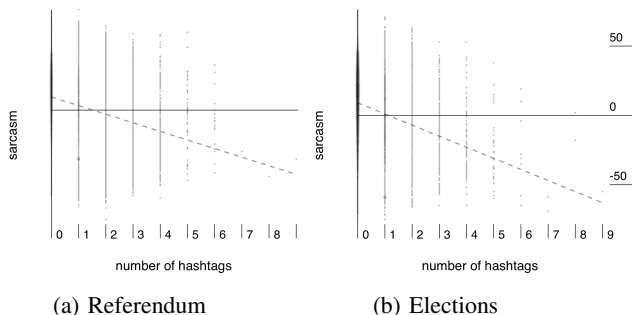 50
0
-50
sarcasm
sarcasm
0 1 2 3 4 5 6 7 8
0 1 2 3 4 5 6 7 8 9
number of hashtags
number of hashtags
(a) Referendum
(b) Elections